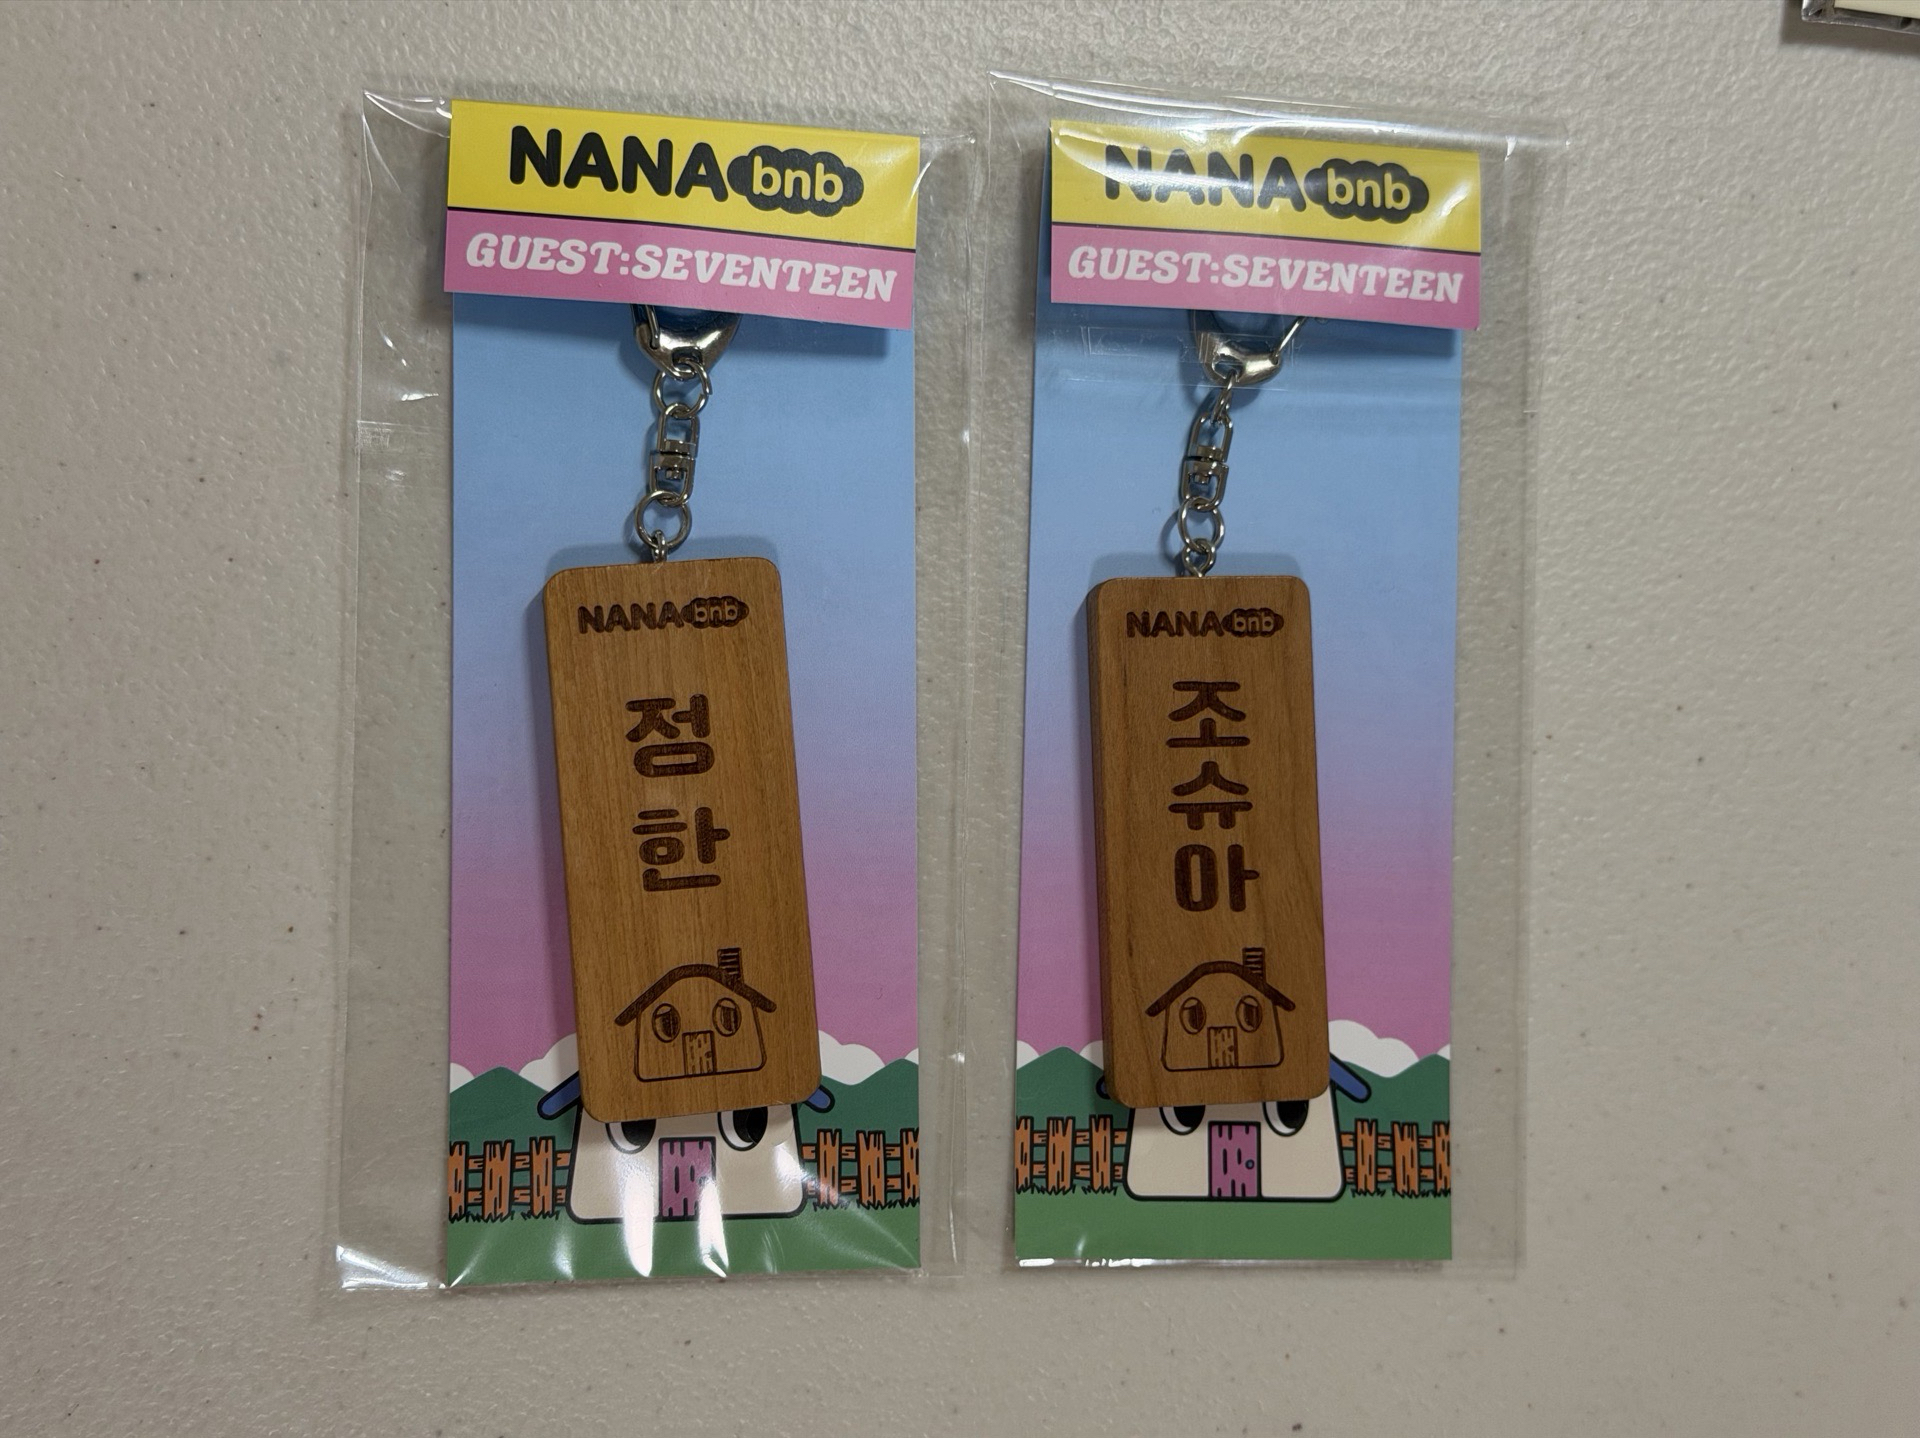 NANA bnb
GUEST:SEVENTEEN
NANA bnb
정
한
NANA bnb
GUEST:SEVENTEEN
NANA bnb
조
슈
아